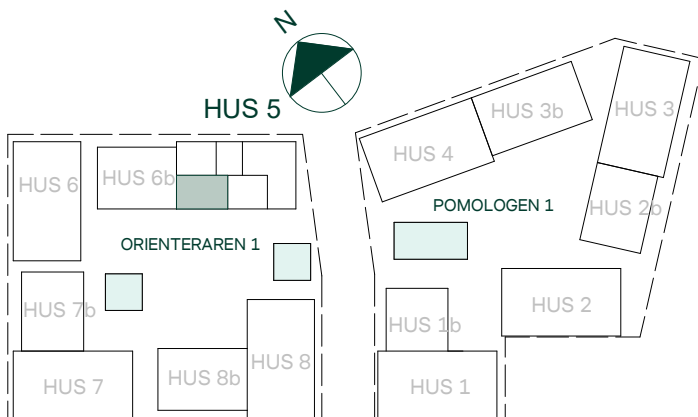 N
HUS 5
HUS 3b
HUS 3
HUS 4
HUS 6
HUS 6b
HUS 2b
POMOLOGEN 1
ORIENTERAREN 1
HUS 7b
HUS 2
HUS 1b
HUS 8
HUS 8b
HUS 7
HUS 1